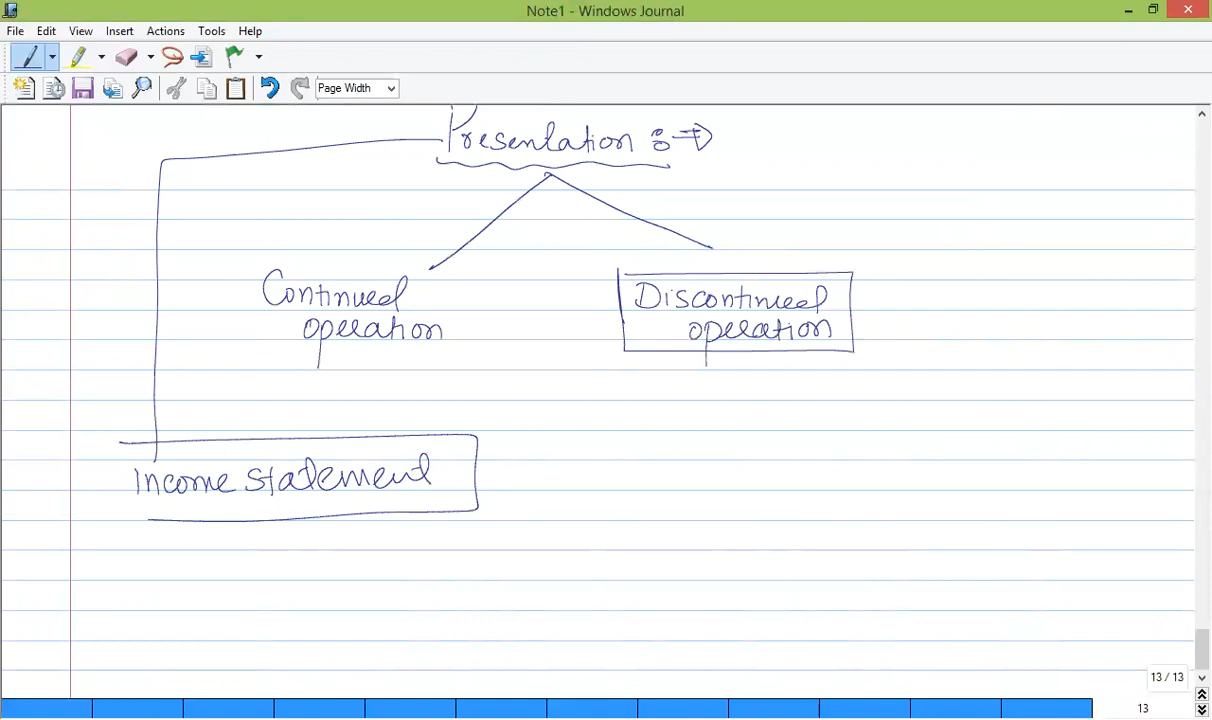 Note1 - Windows Journal
File Edit View Insert Actions Tools Help
Page Width
Presentation :⇒
Continued
operation
Discontinued
operation
Income statement
13 / 13
13